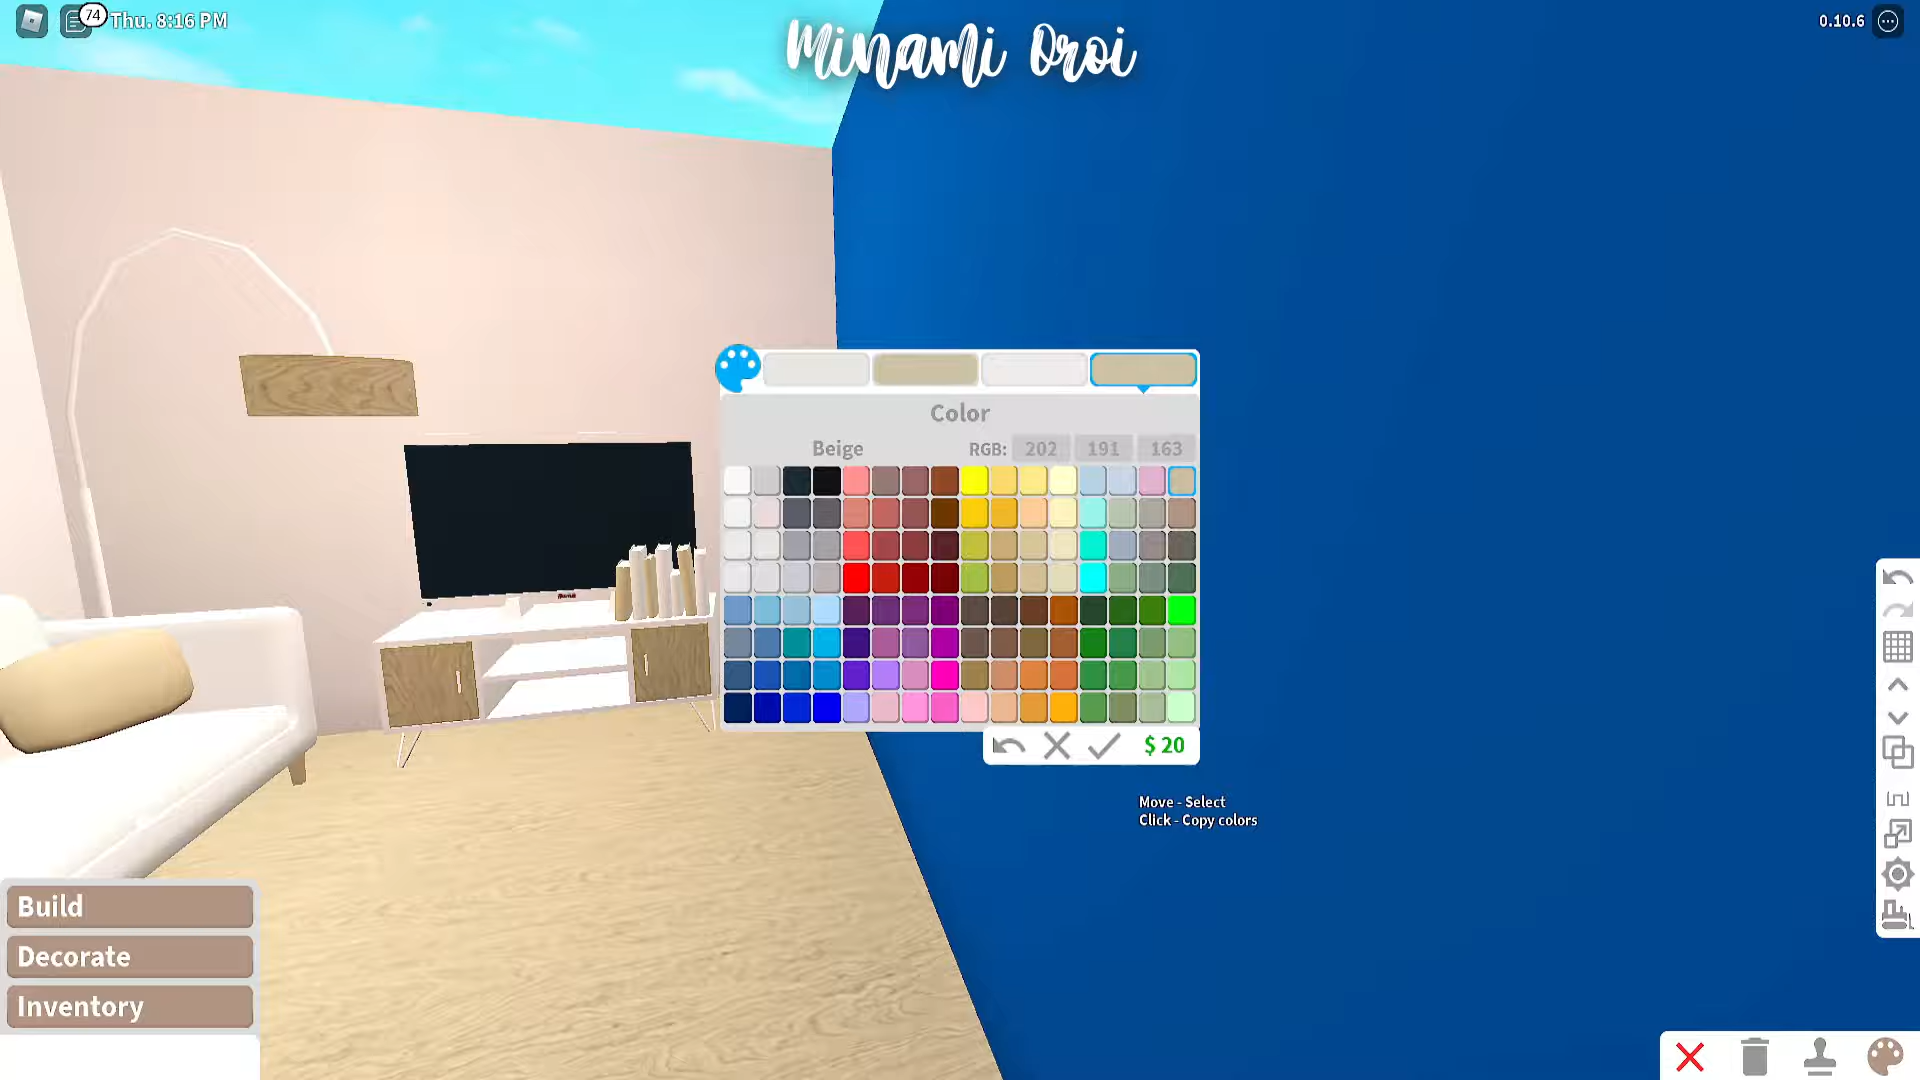 74
Thu. 8:16 PM
Minami Oroi
0.10.6
Color
Beige
RGB: 202 191 163
$ 20
Move - Select
Click - Copy colors
Build
Decorate
Inventory